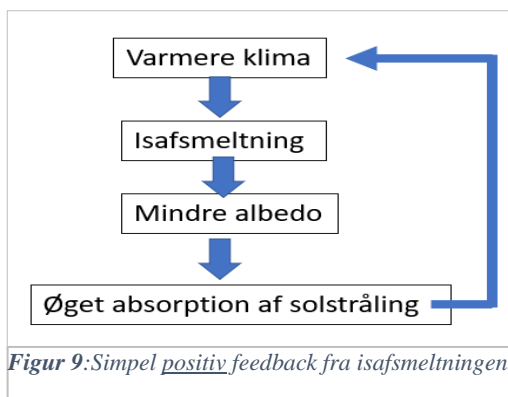 Varmere klima
Isafsmeltning
Mindre albedo
Øget absorption af solstråling
Figur 9:Simpel positiv feedback fra isafsmeltningen